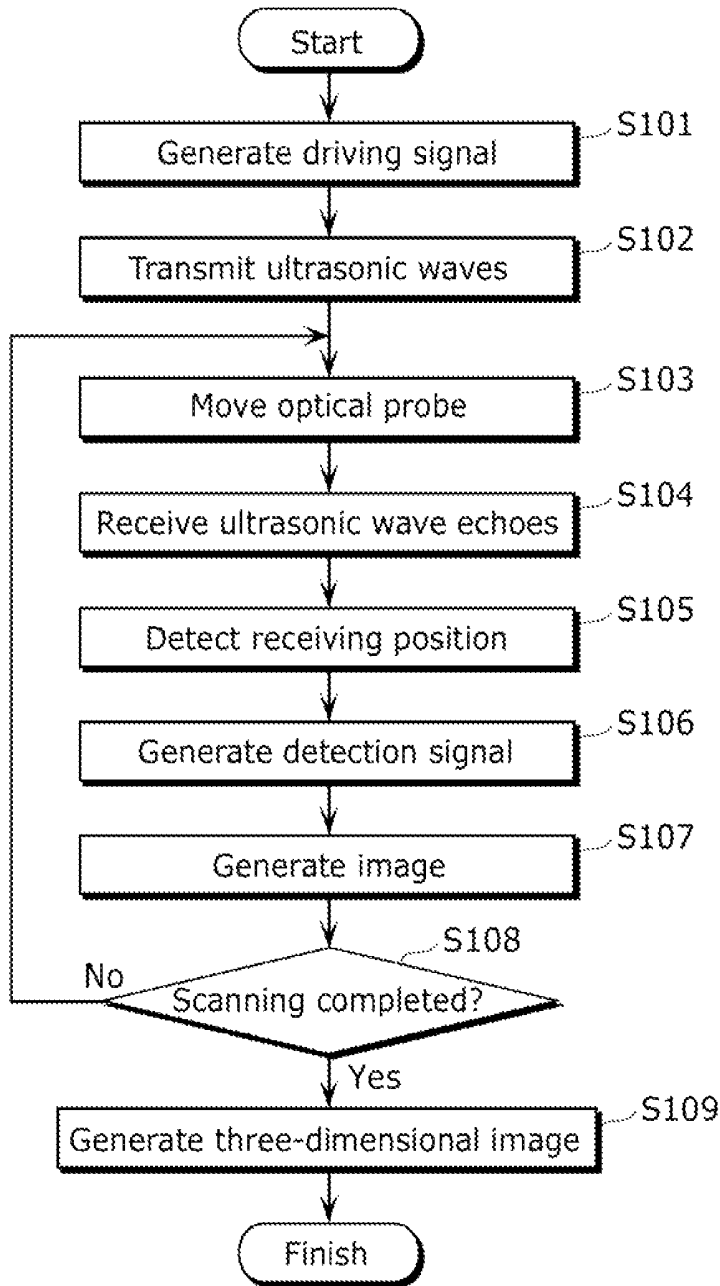 Start
Generate driving signal
S101
Transmit ultrasonic waves
S102
Move optical probe
S103
Receive ultrasonic wave echoes
S104
Detect receiving position
S105
Generate detection signal
S106
Generate image
S107
Scanning completed?
S108
No
Yes
Generate three-dimensional image
S109
Finish